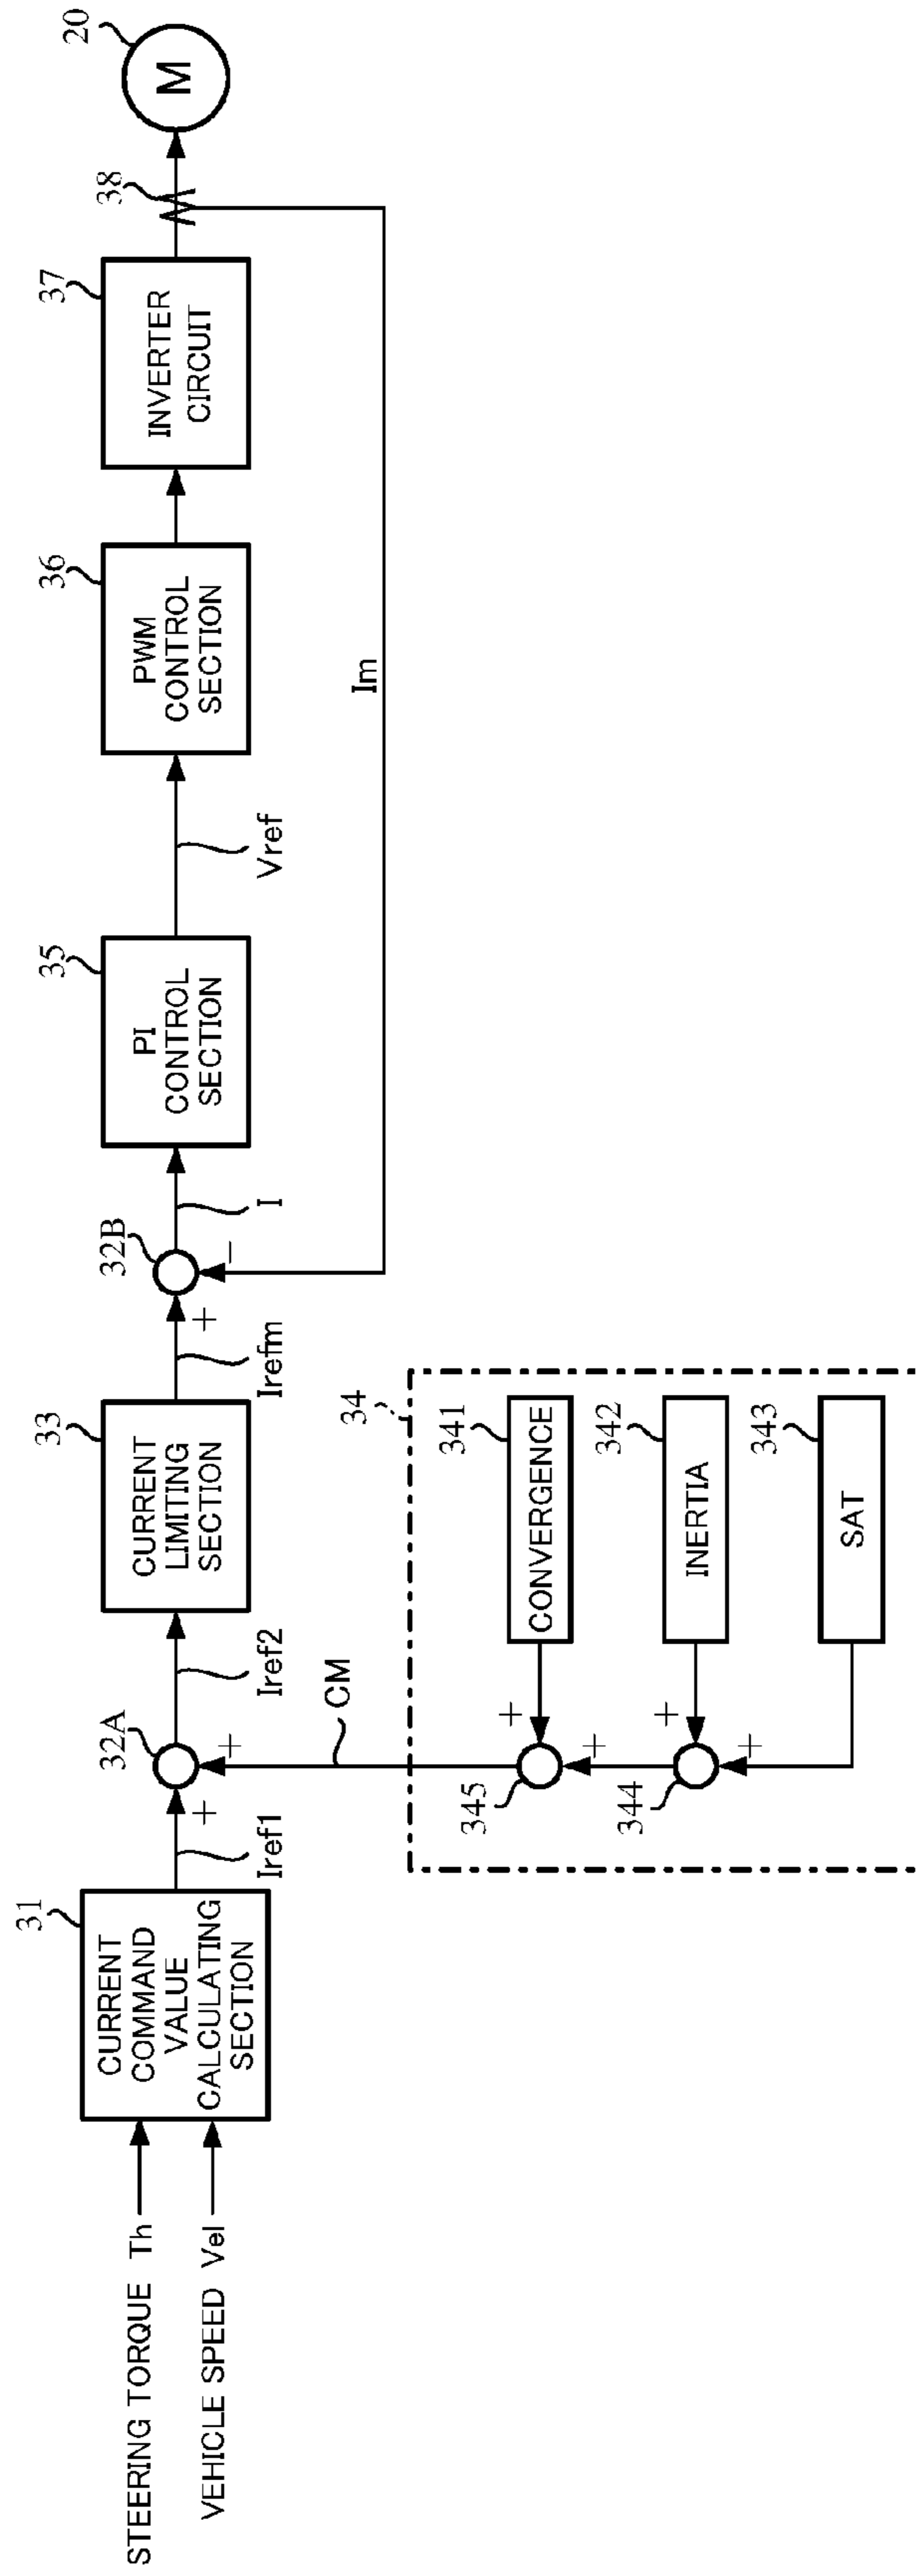 STEERING TORQUE Th
VEHICLE SPEED Vel
31
CURRENT
COMMAND
VALUE
CALCULATING
SECTION
Iref1
+
32A
+
CM
Iref2
33
CURRENT
LIMITING
SECTION
Irefm
+
32B
−
I
35
PI
CONTROL
SECTION
Vref
36
PWM
CONTROL
SECTION
37
INVERTER
CIRCUIT
38
Im
20
M
34
341
CONVERGENCE
+
345
+
342
INERTIA
+
344
+
343
SAT